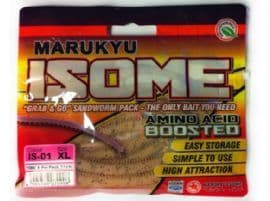 MARUKYU
ISOME
"GRAB & GO" SANDWORM PACK - THE ONLY BAIT YOU NEED
AMINO ACID
BOOSTED
EASY STORAGE
SIMPLE TO USE
HIGH ATTRACTION
IS-01 XL